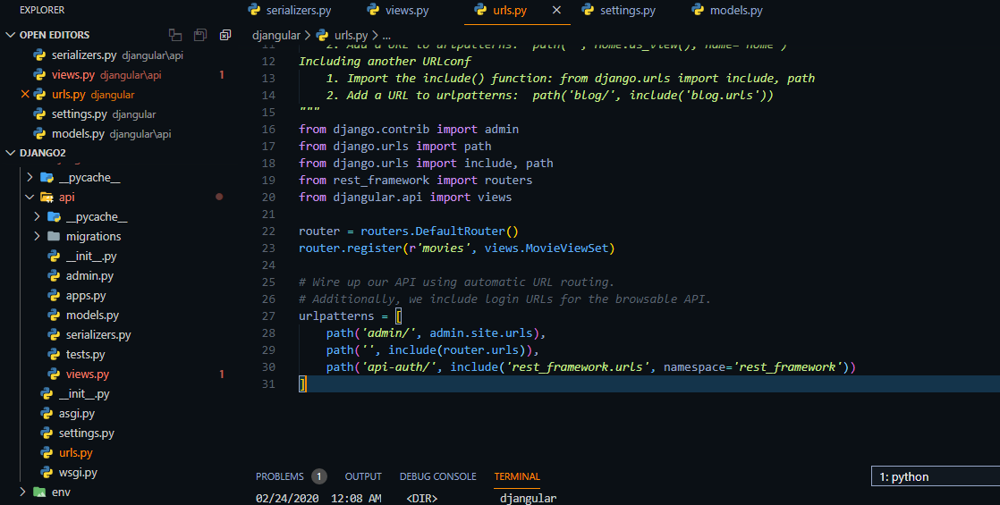 EXPLORER
OPEN EDITORS
serializers.py djangular\api
views.py djangular\api 1
urls.py djangular
settings.py djangular
models.py djangular\api
DJANGO2
__pycache__
api
__pycache__
migrations
__init__.py
admin.py
apps.py
models.py
serializers.py
tests.py
views.py 1
__init__.py
asgi.py
settings.py
urls.py
wsgi.py
env
serializers.py views.py urls.py settings.py models.py
djangular > urls.py > ...
11 2. Add a URL to urlpatterns: path('', Home.as_view(), name='home')
12 Including another URLconf
13 1. Import the include() function: from django.urls import include, path
14 2. Add a URL to urlpatterns: path('blog/', include('blog.urls'))
15 """
16 from django.contrib import admin
17 from django.urls import path
18 from django.urls import include, path
19 from rest_framework import routers
20 from djangular.api import views
21
22 router = routers.DefaultRouter()
23 router.register(r'movies', views.MovieViewSet)
24
25 # Wire up our API using automatic URL routing.
26 # Additionally, we include login URLs for the browsable API.
27 urlpatterns = [
28 path('admin/', admin.site.urls),
29 path('', include(router.urls)),
30 path('api-auth/', include('rest_framework.urls', namespace='rest_framework'))
31 ]
PROBLEMS 1 OUTPUT DEBUG CONSOLE TERMINAL 1: python
02/24/2020 12:08 AM <DIR> djangular